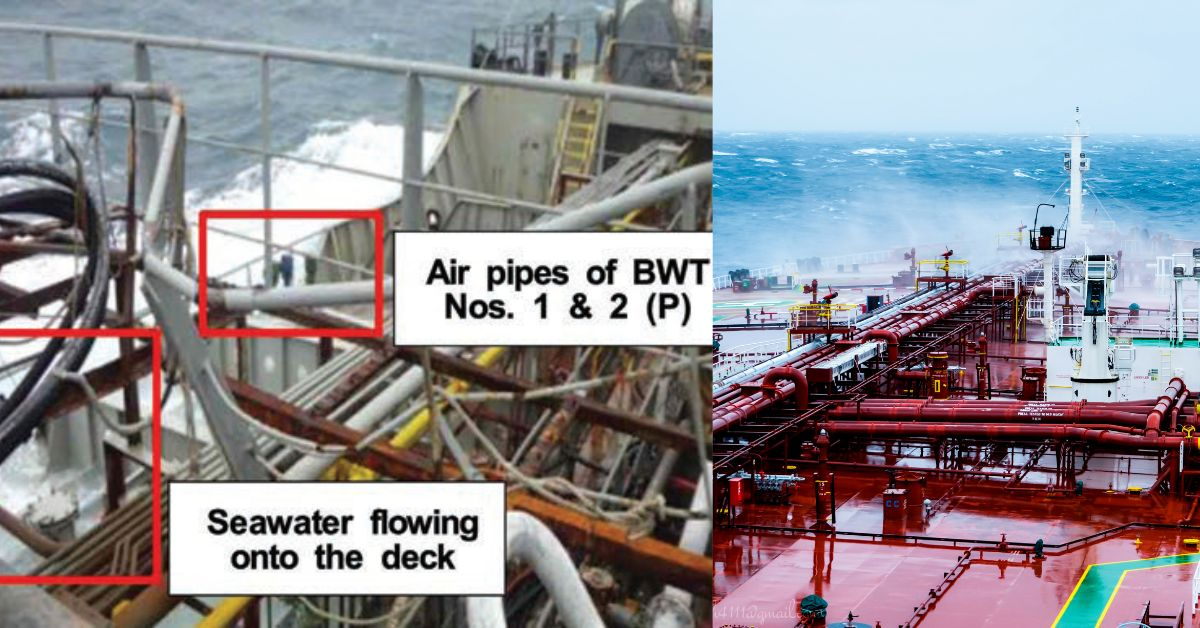 Air pipes of BWT
Nos. 1 & 2 (P)
Seawater flowing
onto the deck